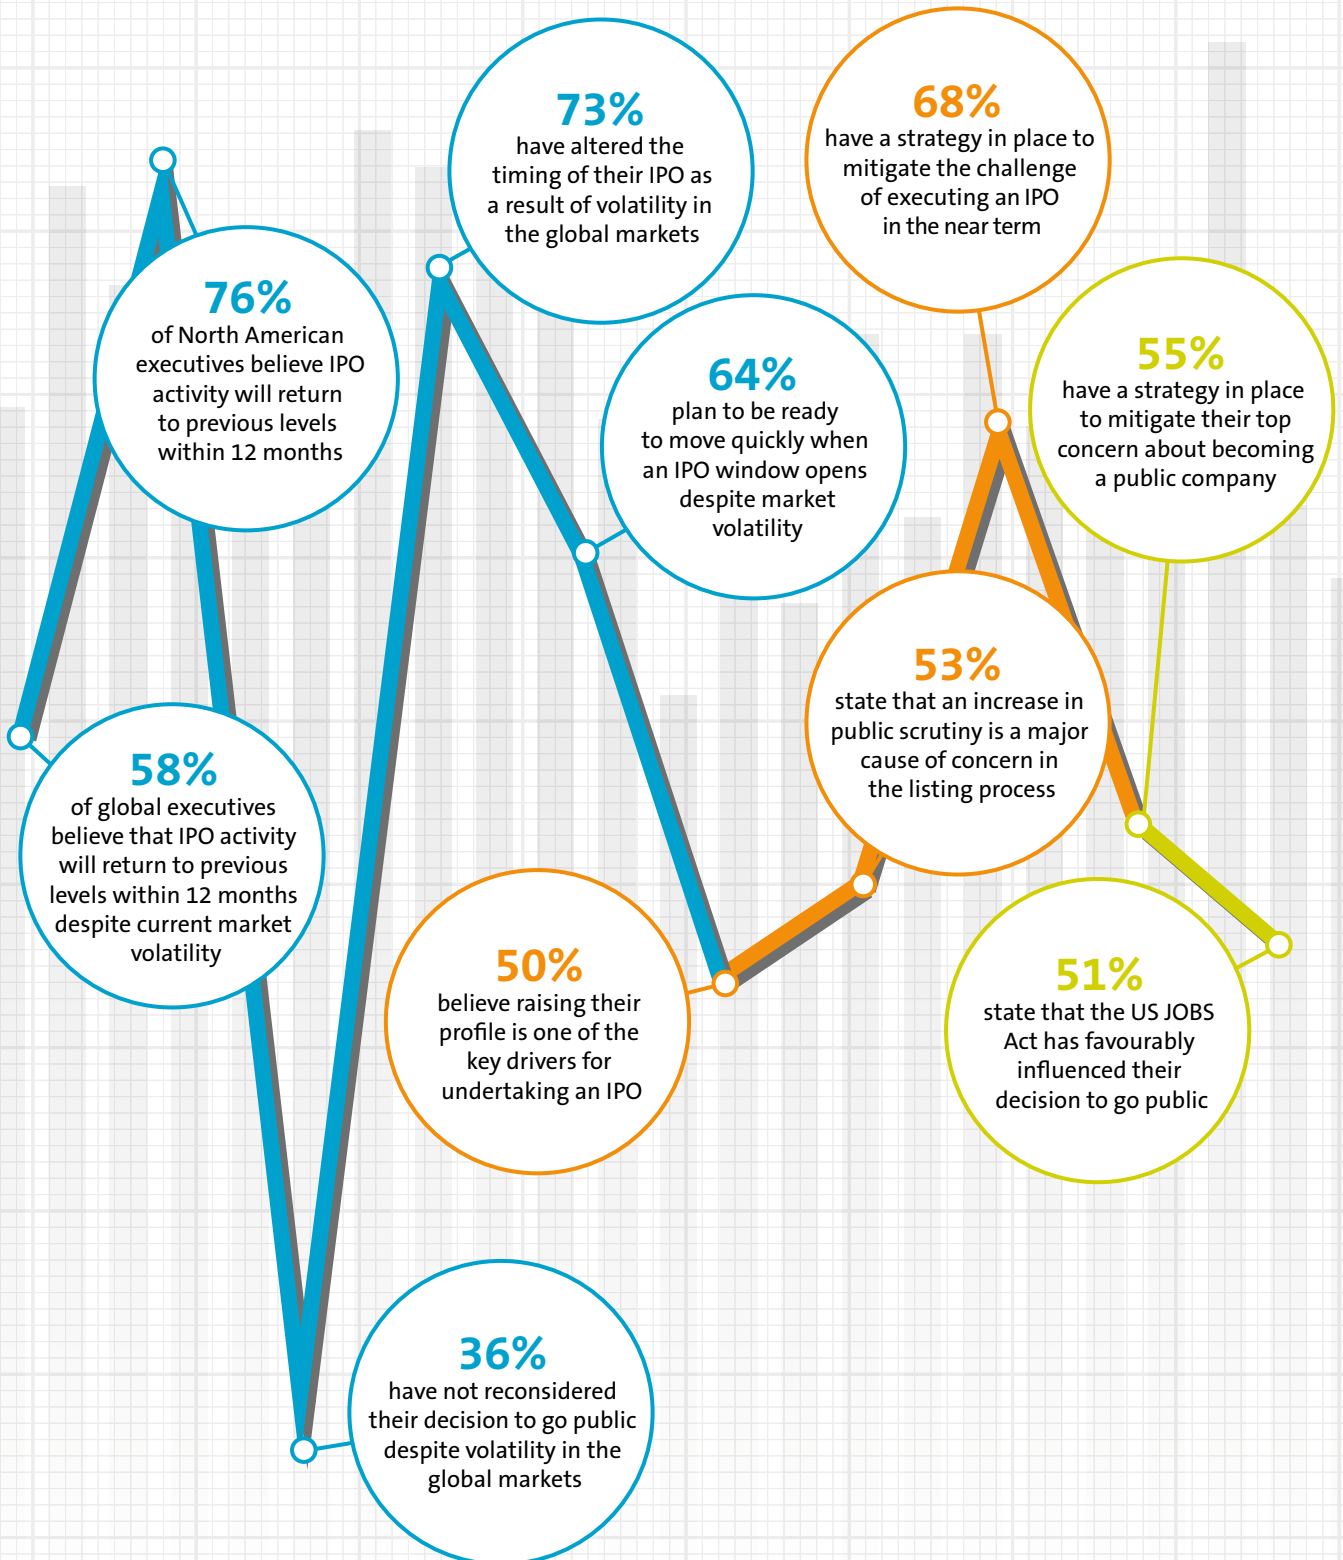 73%
have altered the
timing of their IPO as
a result of volatility in
the global markets
68%
have a strategy in place to
mitigate the challenge
of executing an IPO
in the near term
76%
of North American
executives believe IPO
activity will return
to previous levels
within 12 months
64%
plan to be ready
to move quickly when
an IPO window opens
despite market
volatility
55%
have a strategy in place
to mitigate their top
concern about becoming
a public company
53%
state that an increase in
public scrutiny is a major
cause of concern in
the listing process
58%
of global executives
believe that IPO activity
will return to previous
levels within 12 months
despite current market
volatility
50%
believe raising their
profile is one of the
key drivers for
undertaking an IPO
51%
state that the US JOBS
Act has favourably
influenced their
decision to go public
36%
have not reconsidered
their decision to go public
despite volatility in the
global markets